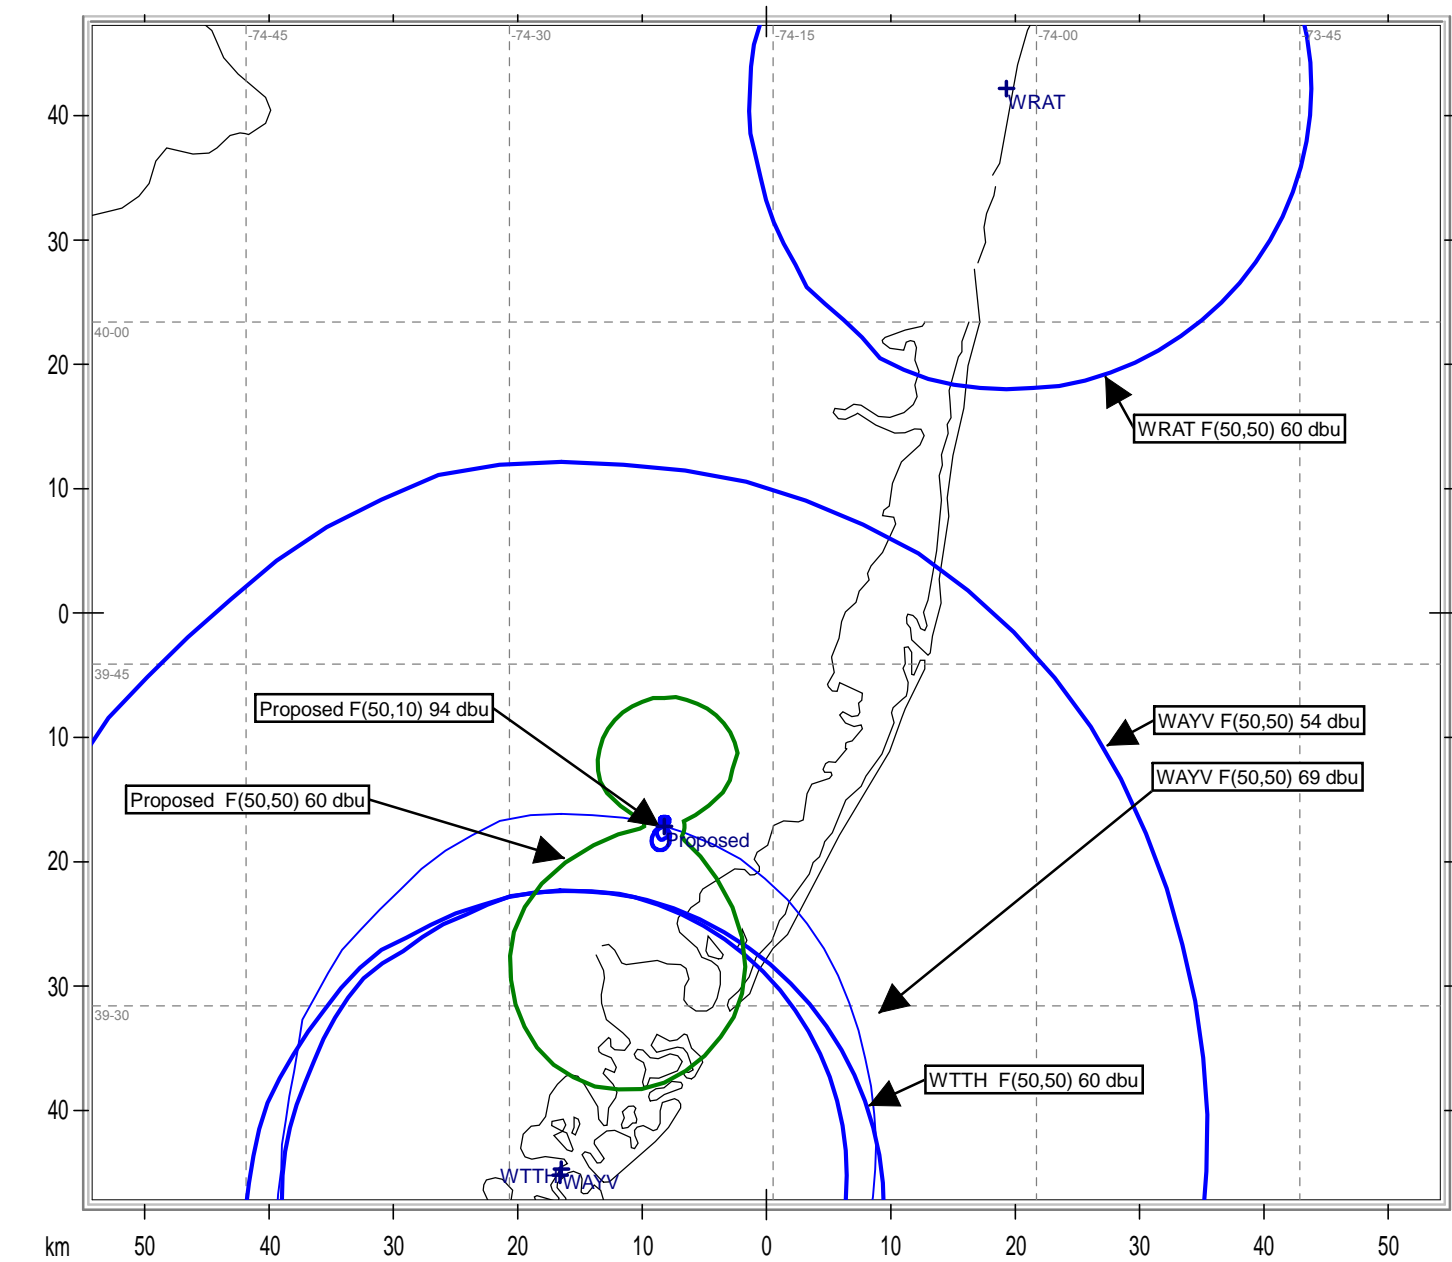 -74-45
-74-30
-74-15
-74-00
-73-45
WRAT
40
30
40-00
20
WRAT F(50,50) 60 dbu
10
0
39-45
Proposed F(50,10) 94 dbu
WAYV F(50,50) 54 dbu
10
WAYV F(50,50) 69 dbu
Proposed  F(50,50) 60 dbu
Proposed
20
30
39-30
WTTH  F(50,50) 60 dbu
40
WTTH
WAYV
km 50 40 30 20 10 0 10 20 30 40 50